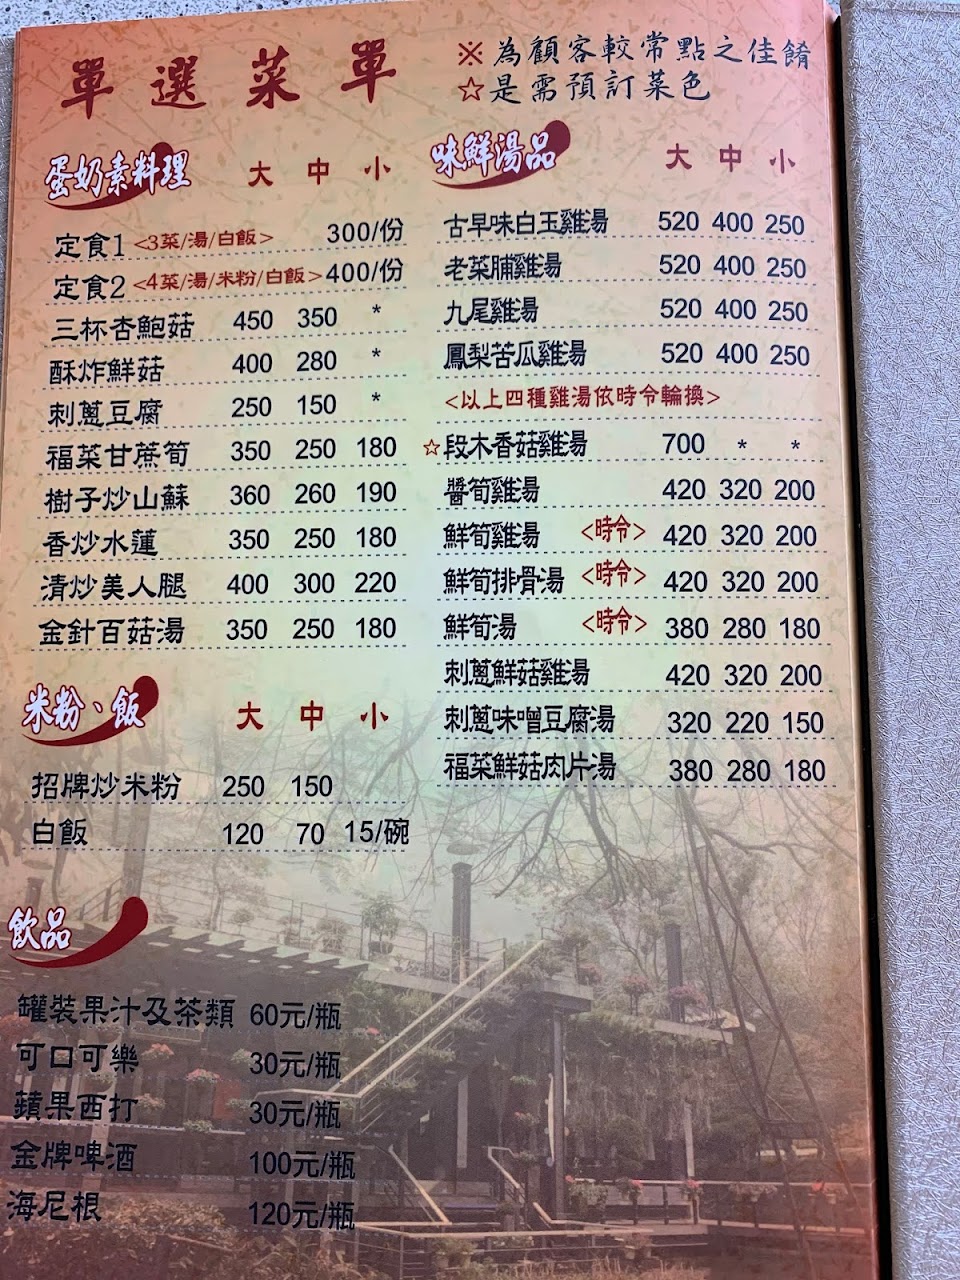 單選菜單
※為顧客較常點之佳餚
☆是需預訂菜色
蛋奶素料理 大 中 小
定食1 <3菜/湯/白飯> 300/份
定食2 <4菜/湯/米粉/白飯> 400/份
三杯杏鮑菇 450 350 *
酥炸鮮菇 400 280 *
刺蔥豆腐 250 150 *
福菜甘蔗筍 350 250 180
樹子炒山蘇 360 260 190
香炒水蓮 350 250 180
清炒美人腿 400 300 220
金針百菇湯 350 250 180
米粉、飯 大 中 小
招牌炒米粉 250 150
白飯 120 70 15/碗
飲品
罐裝果汁及茶類 60元/瓶
可口可樂 30元/瓶
蘋果西打 30元/瓶
金牌啤酒 100元/瓶
海尼根 120元/瓶
味鮮湯品 大 中 小
古早味白玉雞湯 520 400 250
老菜脯雞湯 520 400 250
九尾雞湯 520 400 250
鳳梨苦瓜雞湯 520 400 250
<以上四種雞湯依時令輪換>
☆段木香菇雞湯 700 * *
醬筍雞湯 420 320 200
鮮筍雞湯 <時令> 420 320 200
鮮筍排骨湯 <時令> 420 320 200
鮮筍湯 <時令> 380 280 180
刺蔥鮮菇雞湯 420 320 200
刺蔥味噌豆腐湯 320 220 150
福菜鮮菇肉片湯 380 280 180